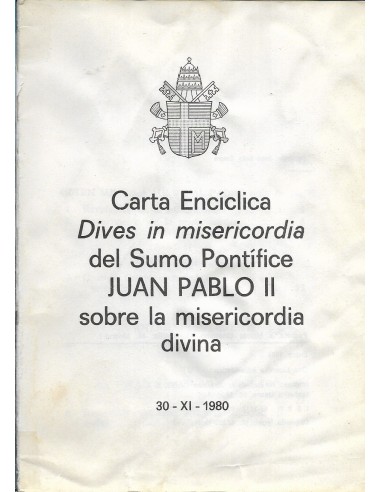 Carta Encíclica
Dives in misericordia
del Sumo Pontífice
JUAN PABLO II
sobre la misericordia
divina
30 - XI - 1980